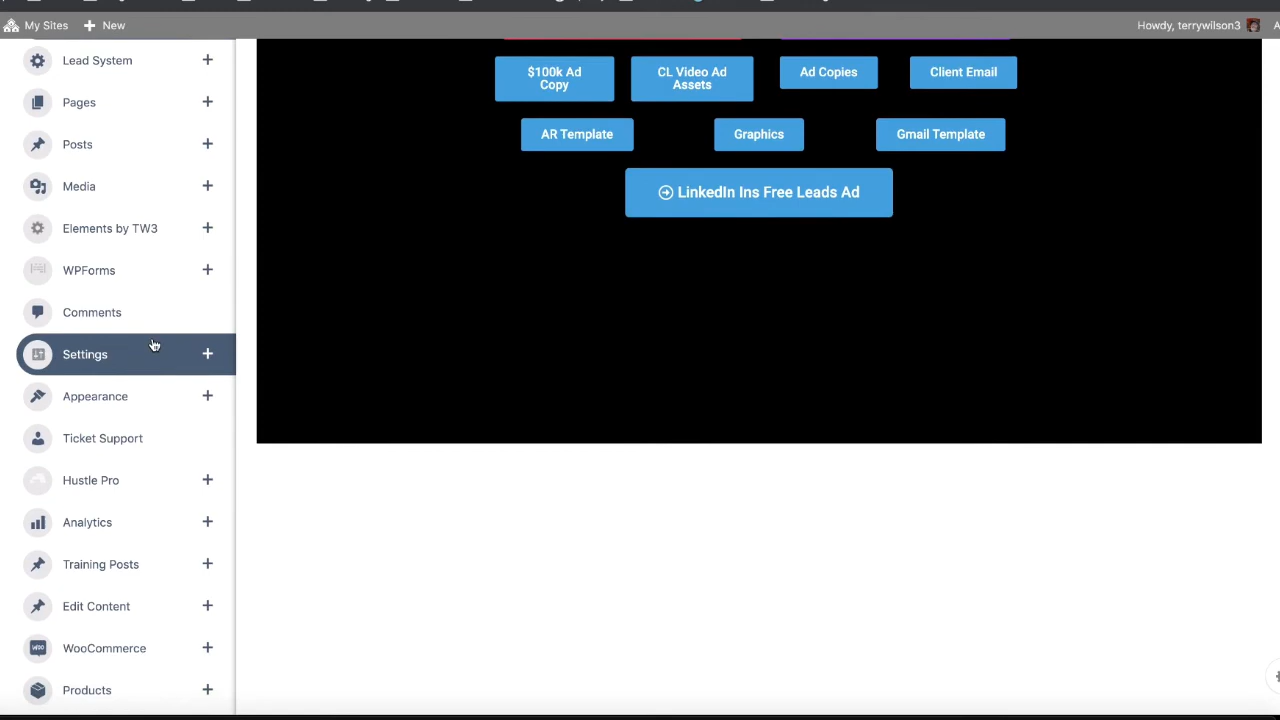 My Sites
New
Howdy, terrywilson3
Lead System
Pages
Posts
Media
Elements by TW3
WPForms
Comments
Settings
Appearance
Ticket Support
Hustle Pro
Analytics
Training Posts
Edit Content
WOO
WooCommerce
Products
$100k Ad
Copy
CL Video Ad
Assets
Ad Copies
Client Email
AR Template
Graphics
Gmail Template
LinkedIn Ins Free Leads Ad